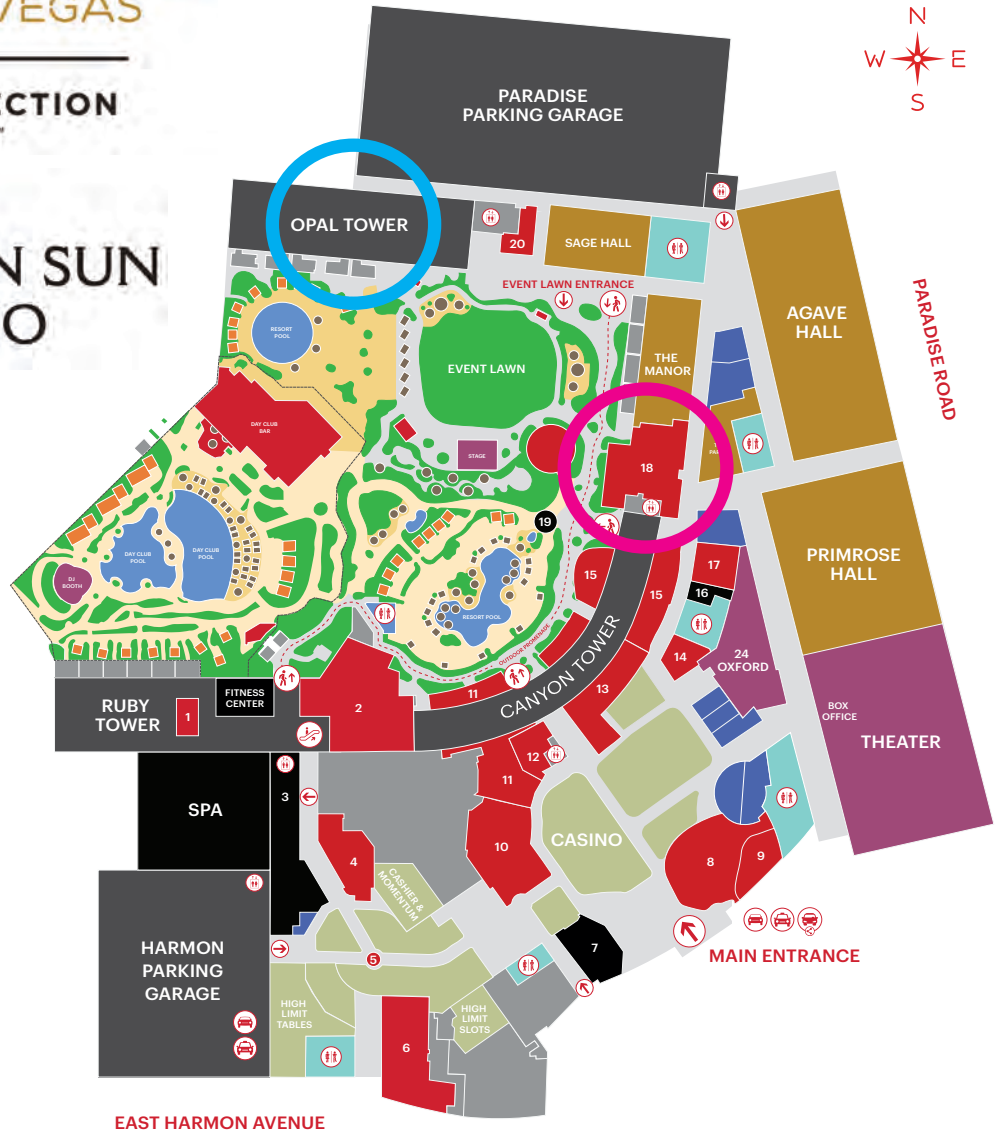 VEGAS
N SUN
O
N
W E
S
PARADISE
PARKING GARAGE
OPAL TOWER
20
SAGE HALL
EVENT LAWN ENTRANCE
AGAVE
HALL
PARADISE ROAD
RESORT
POOL
EVENT LAWN
THE
MANOR
DAY CLUB
BAR
STAGE
18
19
DAY CLUB
POOL
DAY CLUB
POOL
DJ
BOOTH
RESORT POOL
OUTDOOR PROMENADE
15
15
17
16
14
PRIMROSE
HALL
24
OXFORD
BOX
OFFICE
THEATER
RUBY
TOWER
1
FITNESS
CENTER
2
11
CANYON TOWER
13
12
11
SPA
3
4
10
CASINO
8
9
CASHIER &
MOMENTUM
5
7
MAIN ENTRANCE
HARMON
PARKING
GARAGE
HIGH
LIMIT
TABLES
6
HIGH
LIMIT
SLOTS
EAST HARMON AVENUE